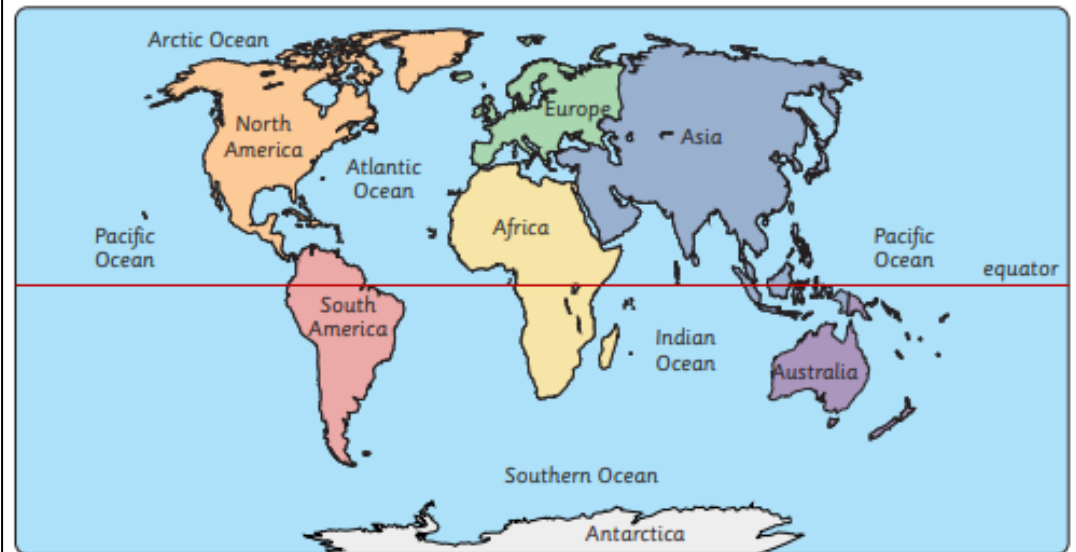 Arctic Ocean
North
America
Europe
Asia
Atlantic
Ocean
Africa
Pacific
Ocean
Pacific
Ocean
equator
South
America
Indian
Ocean
Australia
Southern Ocean
Antarctica